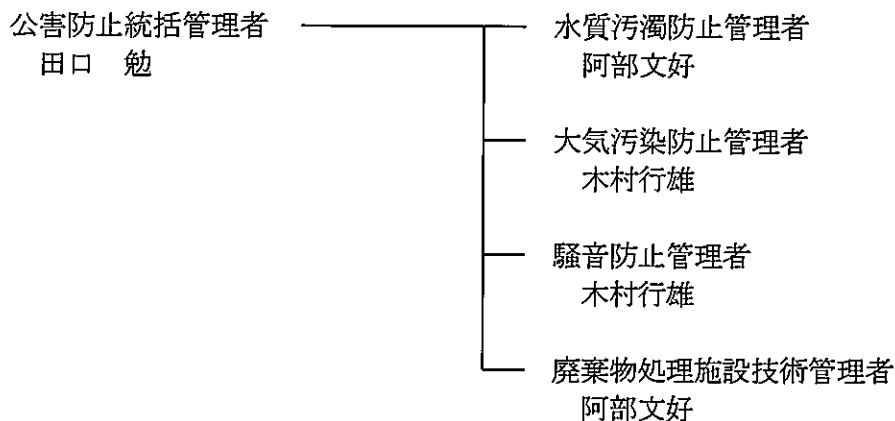 公害防止統括管理者
田口 勉
水質汚濁防止管理者
阿部文好
大気汚染防止管理者
木村行雄
騒音防止管理者
木村行雄
廃棄物処理施設技術管理者
阿部文好